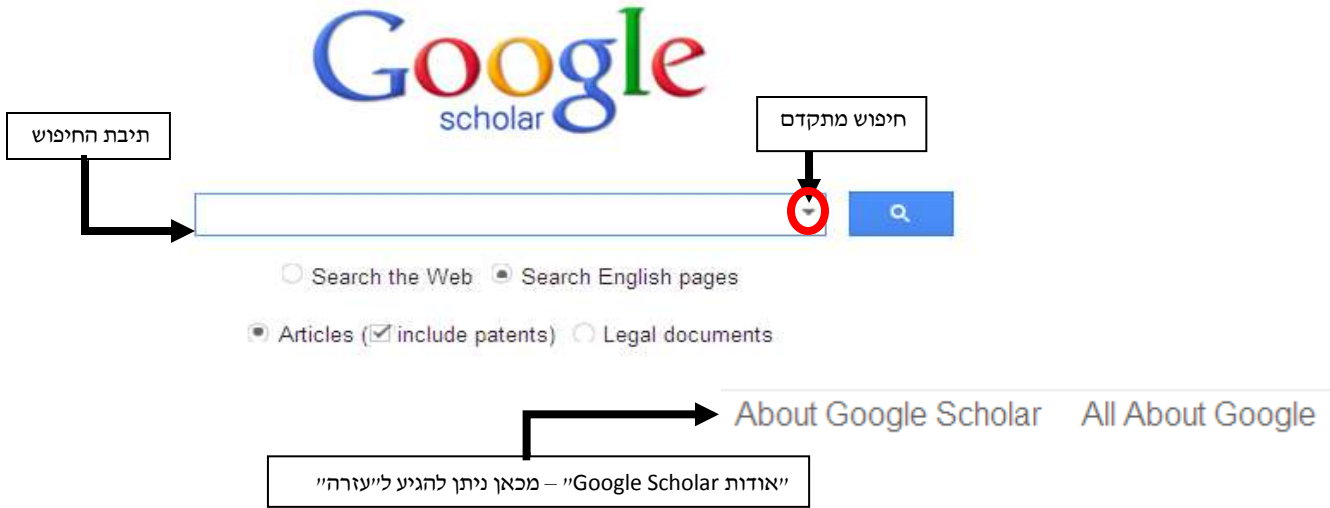 Google
scholar
חיפוש מתקדם
תיבת החיפוש
Search the Web Search English pages
Articles (include patents) Legal documents
About Google Scholar All About Google
״אודות Google Scholar״ – מכאן ניתן להגיע ל״עזרה״